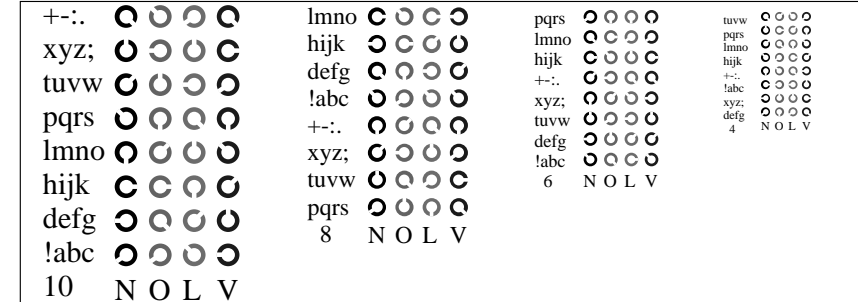 +-:.
xyz;
tuvw
pqrs
lmno
hijk
defg
!abc
10 N O L V
lmno
hijk
defg
!abc
+-:.
xyz;
tuvw
pqrs
8 N O L V
pqrs
lmno
hijk
+-:.
xyz;
tuvw
defg
!abc
6 N O L V
tuvw
pqrs
lmno
hijk
+-:.
!abc
xyz;
defg
4 N O L V